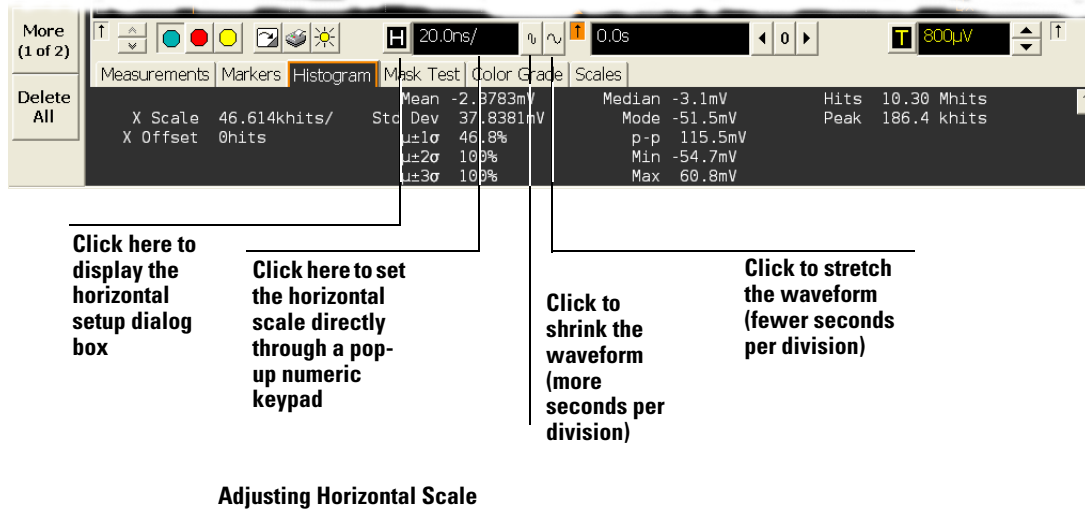 More
(1 of 2)
H 20.0ns/ 0.0s 0 T 800µV
Measurements Markers Histogram Mask Test Color Grade Scales
Delete
All
Mean -2.3783mV Median -3.1mV Hits 10.30 Mhits
X Scale 46.614khits/ Std Dev 37.8381mV Mode -51.5mV Peak 186.4 khits
X Offset 0hits µ±1σ 46.8% p-p 115.5mV
µ±2σ 100% Min -54.7mV
µ±3σ 100% Max 60.8mV
Click here to
display the
horizontal
setup dialog
box
Click here to set
the horizontal
scale directly
through a pop-
up numeric
keypad
Click to
shrink the
waveform
(more
seconds per
division)
Click to stretch
the waveform
(fewer seconds
per division)
Adjusting Horizontal Scale